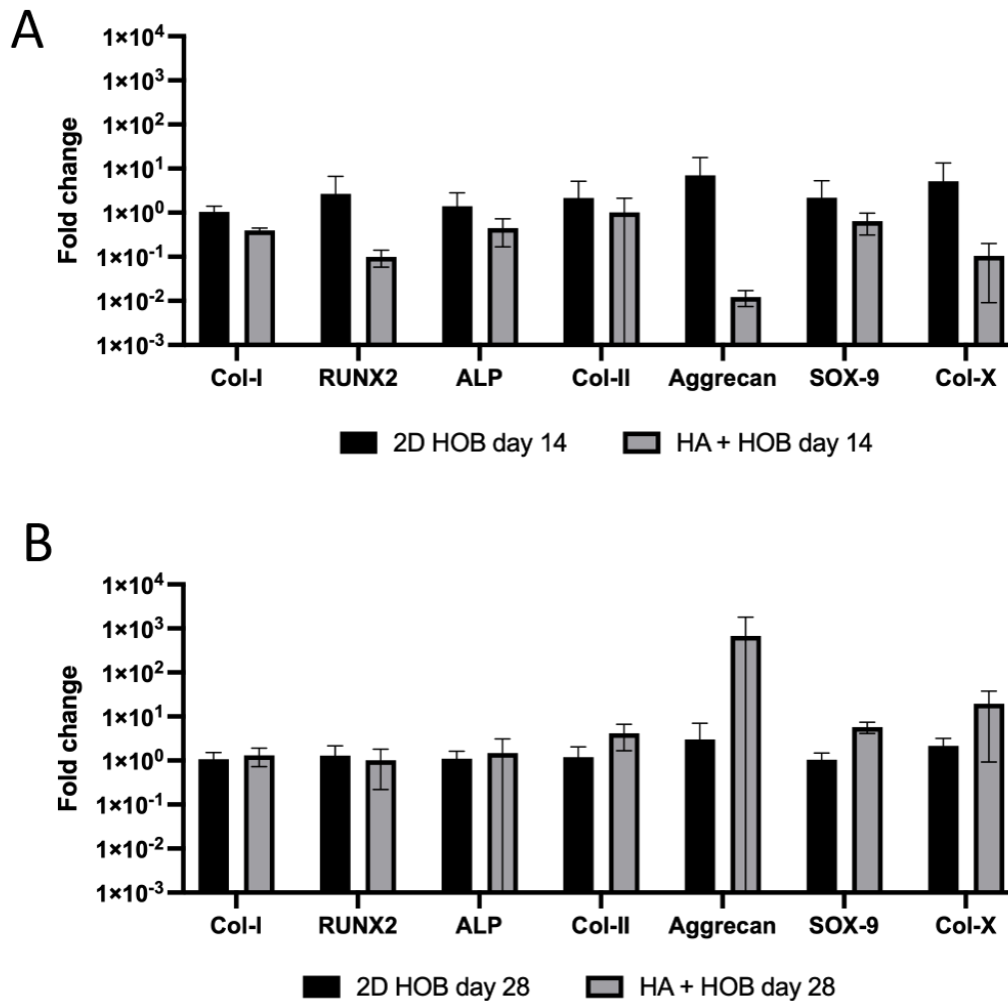 A
Fold change
1×10⁴
1×10³
1×10²
1×10¹
1×10⁰
1×10⁻¹
1×10⁻²
1×10⁻³
Col-I RUNX2 ALP Col-II Aggrecan SOX-9 Col-X
2D HOB day 14 HA + HOB day 14
B
Fold change
1×10⁴
1×10³
1×10²
1×10¹
1×10⁰
1×10⁻¹
1×10⁻²
1×10⁻³
Col-I RUNX2 ALP Col-II Aggrecan SOX-9 Col-X
2D HOB day 28 HA + HOB day 28